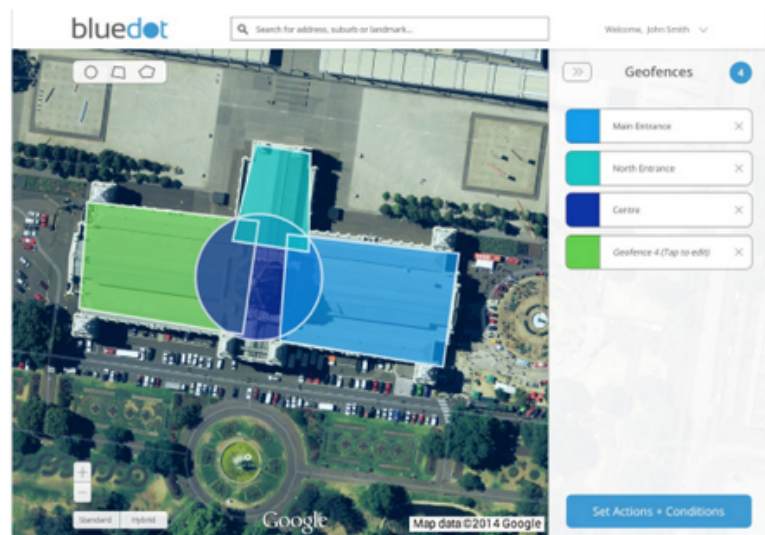 bluedot
Search for address, suburb or landmark...
Welcome, John Smith
Geofences
4
Main Entrance
North Entrance
Centre
Geofence 4 (Tap to edit)
Set Actions + Conditions
Standard
Hybrid
Google
Map data ©2014 Google